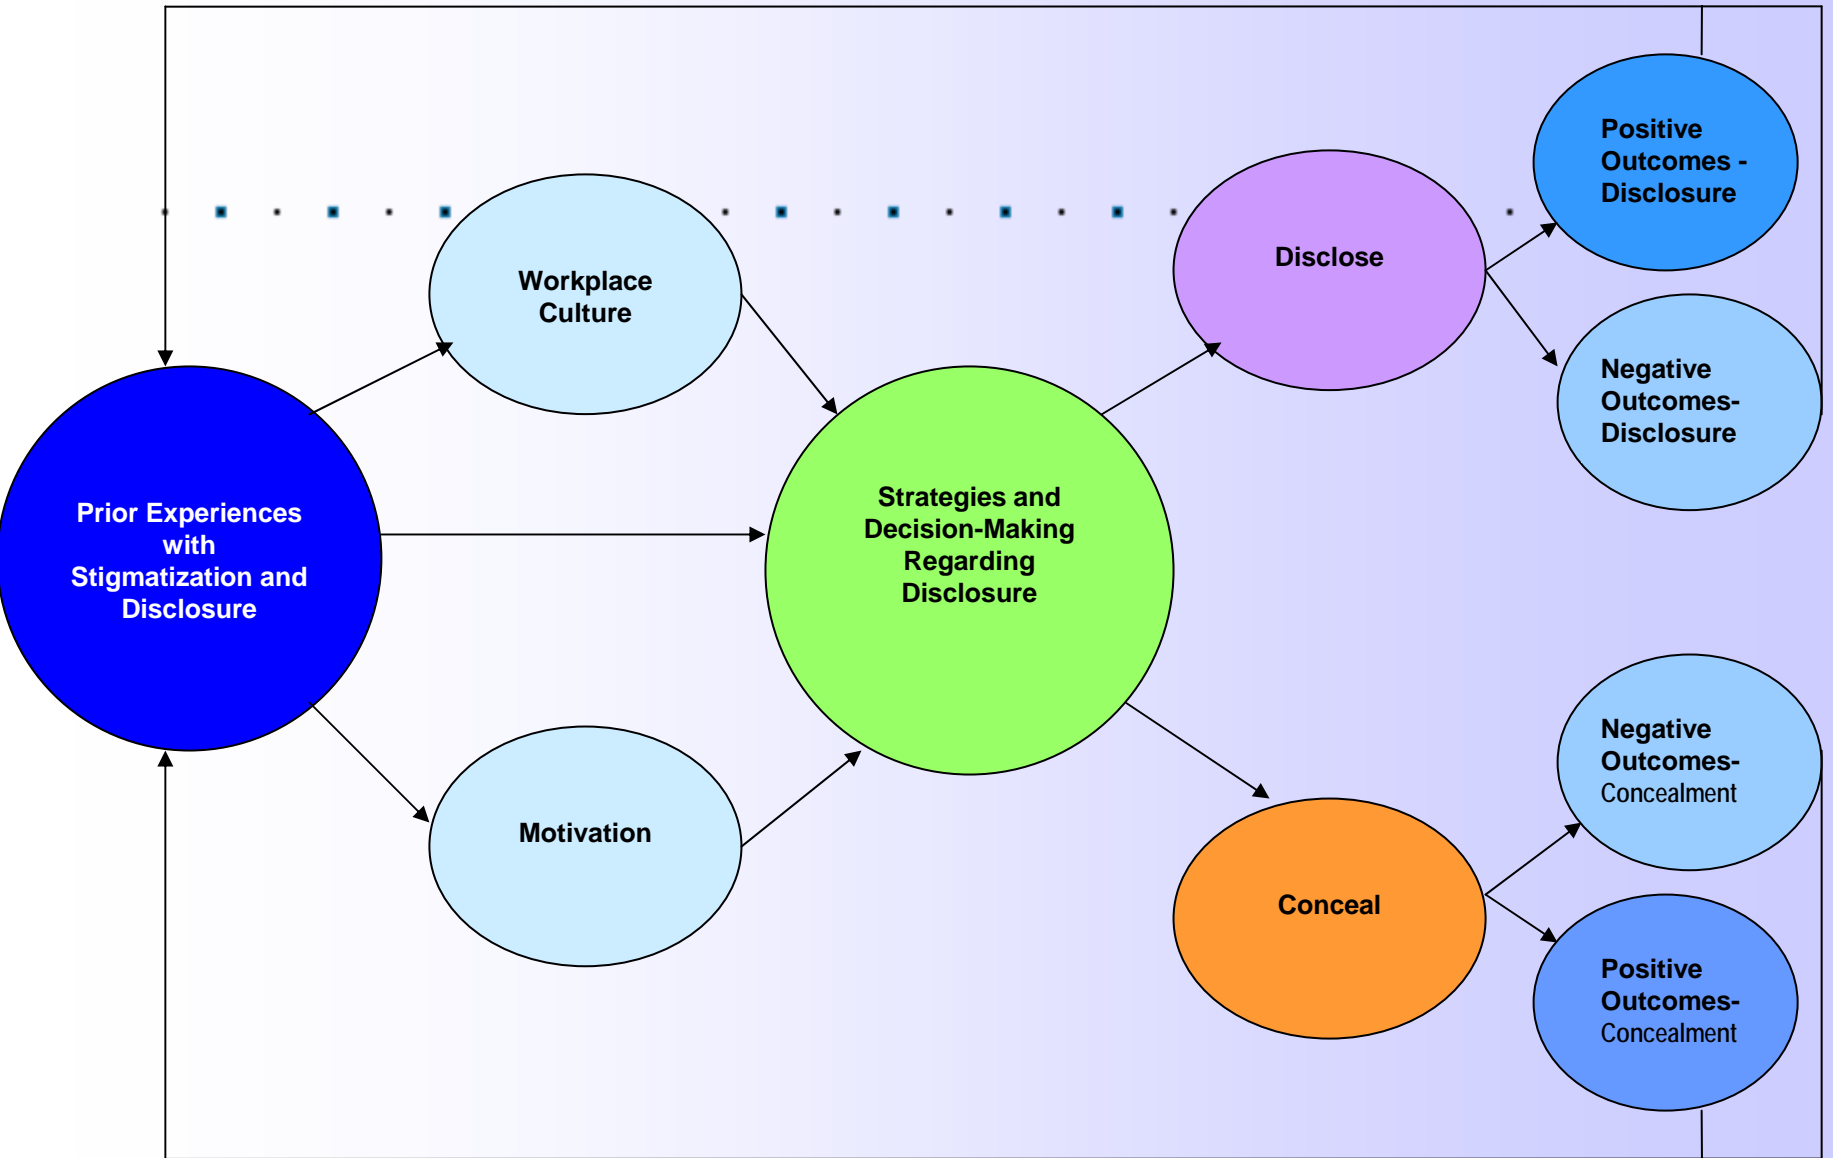 Prior Experiences
with
Stigmatization and
Disclosure
Workplace
Culture
Motivation
Strategies and
Decision-Making
Regarding
Disclosure
Disclose
Conceal
Positive
Outcomes -
Disclosure
Negative
Outcomes-
Disclosure
Negative
Outcomes-
Concealment
Positive
Outcomes-
Concealment